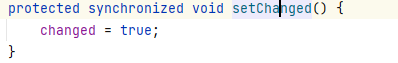 protected synchronized void setChanged() {
    changed = true;
}